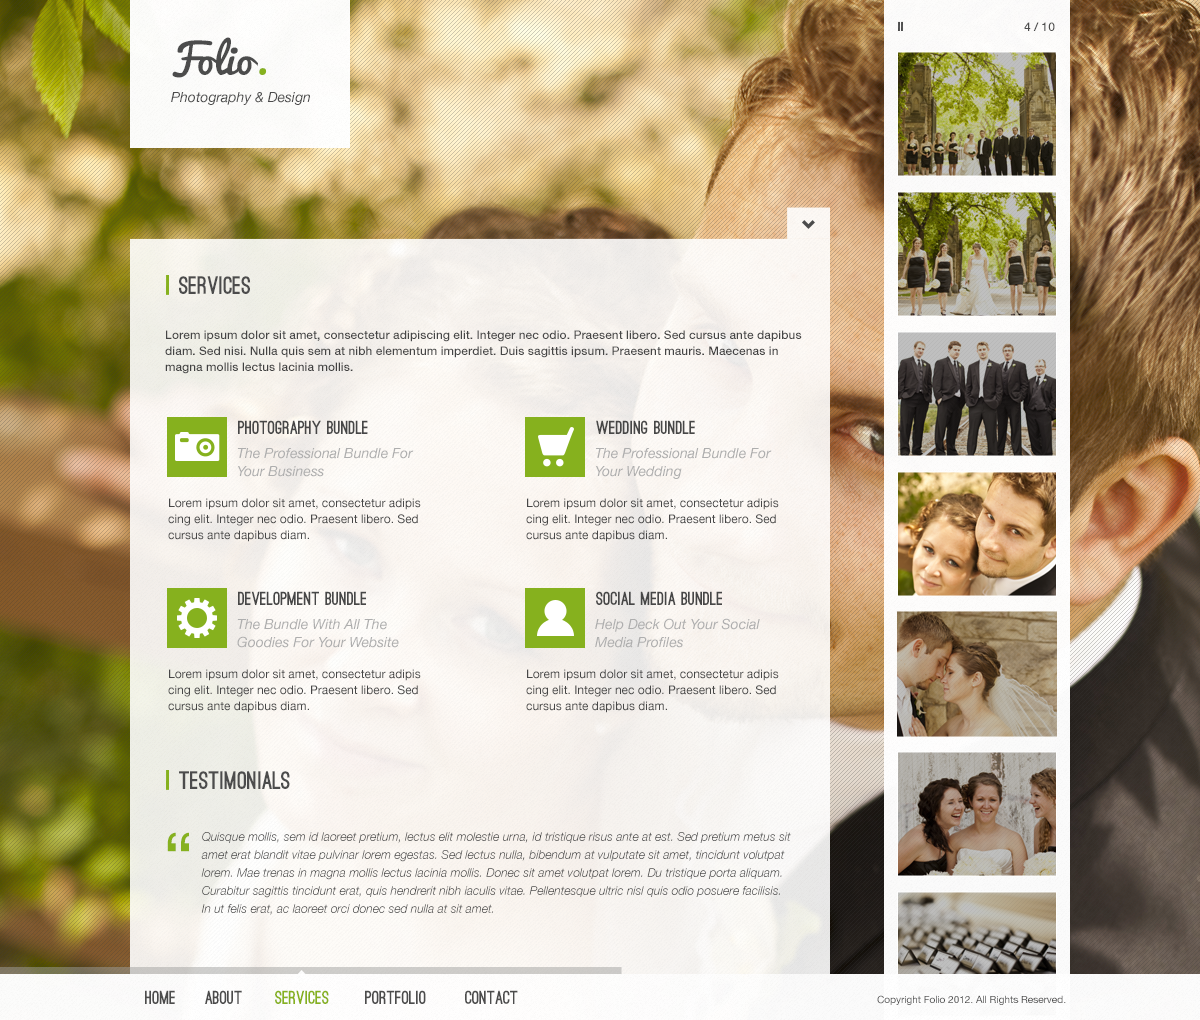 Folio.
Photography & Design
4 / 10
SERVICES
Lorem ipsum dolor sit amet, consectetur adipiscing elit. Integer nec odio. Praesent libero. Sed cursus ante dapibus
diam. Sed nisi. Nulla quis sem at nibh elementum imperdiet. Duis sagittis ipsum. Praesent mauris. Maecenas in
magna mollis lectus lacinia mollis.
PHOTOGRAPHY BUNDLE
The Professional Bundle For
Your Business
Lorem ipsum dolor sit amet, consectetur adipis
cing elit. Integer nec odio. Praesent libero. Sed
cursus ante dapibus diam.
WEDDING BUNDLE
The Professional Bundle For
Your Wedding
Lorem ipsum dolor sit amet, consectetur adipis
cing elit. Integer nec odio. Praesent libero. Sed
cursus ante dapibus diam.
DEVELOPMENT BUNDLE
The Bundle With All The
Goodies For Your Website
Lorem ipsum dolor sit amet, consectetur adipis
cing elit. Integer nec odio. Praesent libero. Sed
cursus ante dapibus diam.
SOCIAL MEDIA BUNDLE
Help Deck Out Your Social
Media Profiles
Lorem ipsum dolor sit amet, consectetur adipis
cing elit. Integer nec odio. Praesent libero. Sed
cursus ante dapibus diam.
TESTIMONIALS
“ Quisque mollis, sem id laoreet pretium, lectus elit molestie urna, id tristique risus ante at est. Sed pretium metus sit
amet erat blandit vitae pulvinar lorem egestas. Sed lectus nulla, bibendum at vulputate sit amet, tincidunt volutpat
lorem. Mae trenas in magna mollis lectus lacinia mollis. Donec sit amet volutpat lorem. Du tristique porta aliquam.
Curabitur sagittis tincidunt erat, quis hendrerit nibh iaculis vitae. Pellentesque ultric nisl quis odio posuere facilisis.
In ut felis erat, ac laoreet orci donec sed nulla at sit amet.
HOME ABOUT SERVICES PORTFOLIO CONTACT
Copyright Folio 2012. All Rights Reserved.